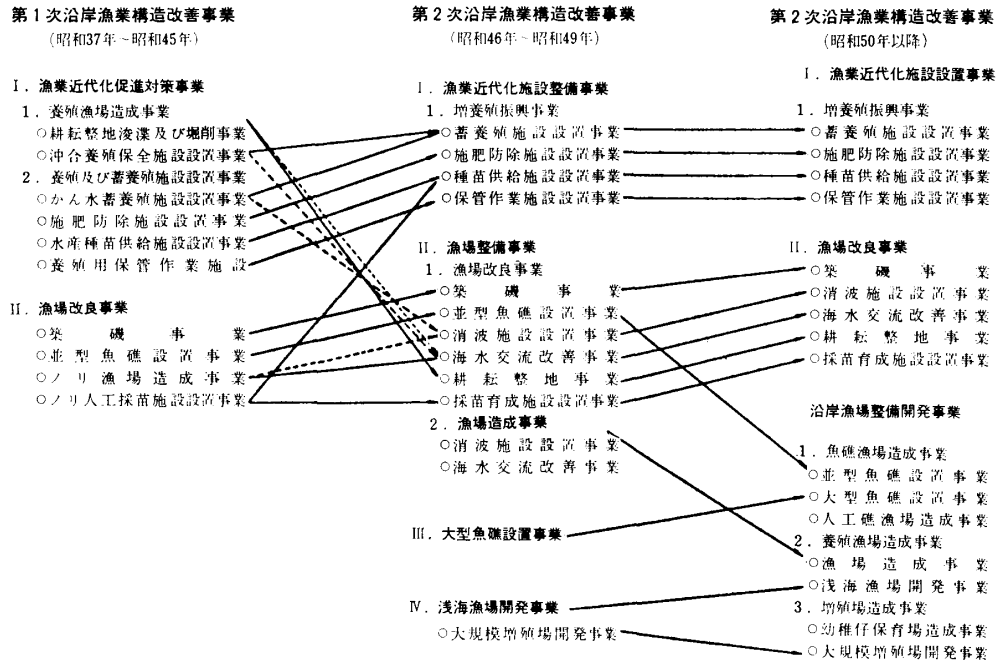 第1次沿岸漁業構造改善事業
(昭和37年~昭和45年)
I. 漁業近代化促進対策事業
1. 養殖漁場造成事業
○耕耘整地浚渫及び堀削事業
○沖合養殖保全施設設置事業
2. 養殖及び蓄養殖施設設置事業
○かん水蓄養殖施設設置事業
○施肥防除施設設置事業
○水産種苗供給施設設置事業
○養殖用保管作業施設
II. 漁場改良事業
○築磯事業
○並型魚礁設置事業
○ノリ漁場造成事業
○ノリ人工採苗施設設置事業
第2次沿岸漁業構造改善事業
(昭和46年~昭和49年)
I. 漁業近代化施設整備事業
1. 増養殖振興事業
○蓄養殖施設設置事業
○施肥防除施設設置事業
○種苗供給施設設置事業
○保管作業施設設置事業
II. 漁場整備事業
1. 漁場改良事業
○築磯事業
○並型魚礁設置事業
○消波施設設置事業
○海水交流改善事業
○耕耘整地事業
○採苗育成施設設置事業
2. 漁場造成事業
○消波施設設置事業
○海水交流改善事業
III. 大型魚礁設置事業
IV. 浅海漁場開発事業
○大規模増殖場開発事業
第2次沿岸漁業構造改善事業
(昭和50年以降)
I. 漁業近代化施設設置事業
1. 増養殖振興事業
○蓄養殖施設設置事業
○施肥防除施設設置事業
○種苗供給施設設置事業
○保管作業施設設置事業
II. 漁場改良事業
○築磯事業
○消波施設設置事業
○海水交流改善事業
○耕耘整地事業
○採苗育成施設設置事業
沿岸漁場整備開発事業
1. 魚礁漁場造成事業
○並型魚礁設置事業
○大型魚礁設置事業
○人工礁漁場造成事業
2. 養殖漁場造成事業
○漁場造成事業
○浅海漁場開発事業
3. 増殖場造成事業
○幼稚仔保育場造成事業
○大規模増殖場開発事業